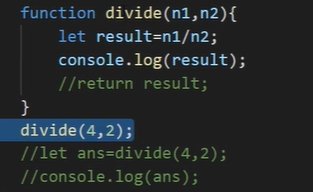 function divide(n1,n2){
let result=n1/n2;
console.log(result);
//return result;
}
divide(4,2);
//let ans=divide(4,2);
//console.log(ans);